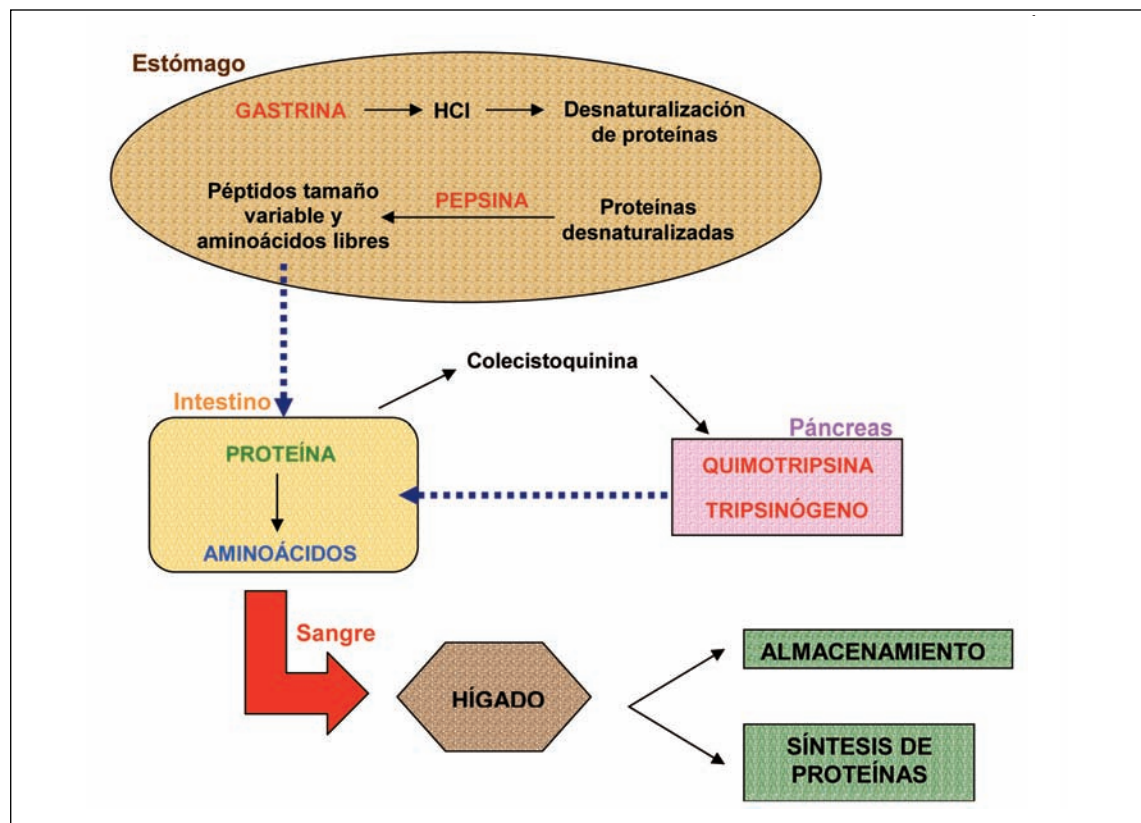 Estómago
GASTRINA
HCl
Desnaturalización
de proteínas
Péptidos tamaño
variable y
aminoácidos libres
PEPSINA
Proteínas
desnaturalizadas
Colecistoquinina
Intestino
PROTEÍNA
AMINOÁCIDOS
Páncreas
QUIMOTRIPSINA
TRIPSINÓGENO
Sangre
HÍGADO
ALMACENAMIENTO
SÍNTESIS DE
PROTEÍNAS